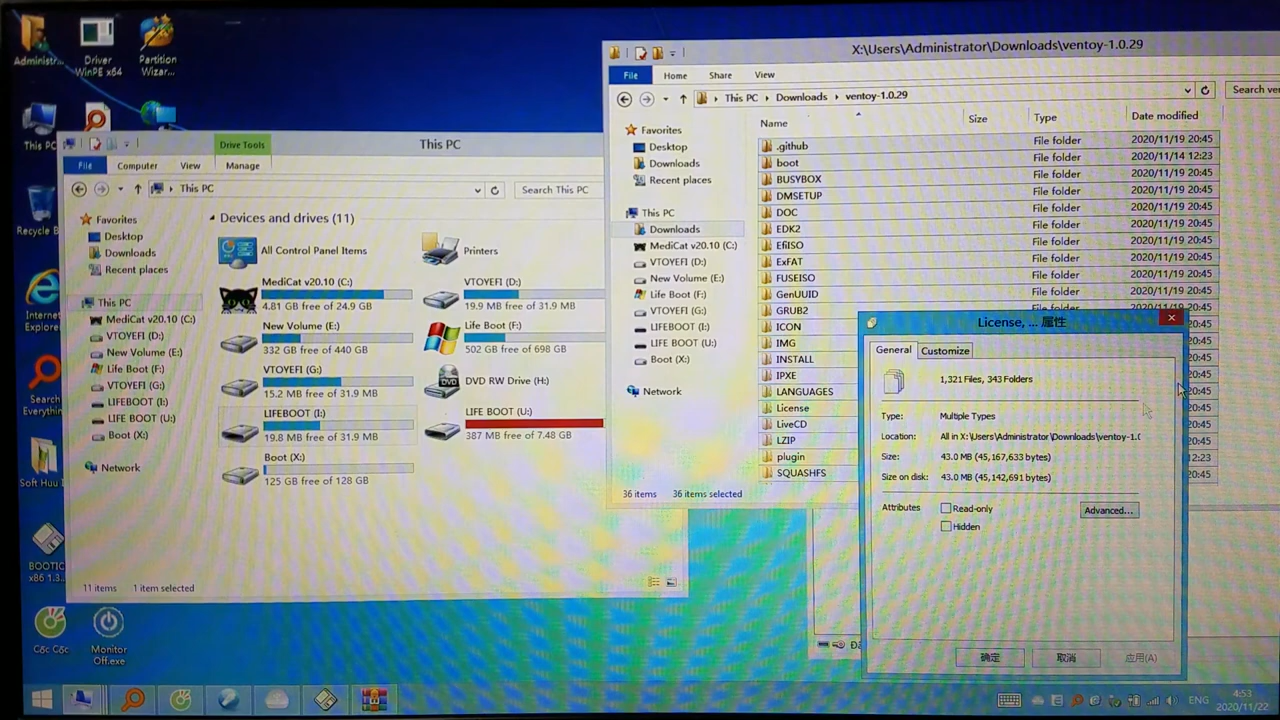 Administr...
Driver WinPE x64
Partition Wizar...
This PC
Recycle B
Internet Explorer
Search Everythin
Soft Huu
BOOTIC x86 1.3...
Cốc Cốc
Monitor Off.exe
Drive Tools
This PC
File
Computer
View
Manage
This PC
Search This PC
Favorites
Desktop
Downloads
Recent places
This PC
MediCat v20.10 (C:)
VTOYEFI (D:)
New Volume (E:)
Life Boot (F:)
VTOYEFI (G:)
LIFEBOOT (I:)
LIFE BOOT (U:)
Boot (X:)
Network
Devices and drives (11)
All Control Panel Items
Printers
MediCat v20.10 (C:)
4.81 GB free of 24.9 GB
VTOYEFI (D:)
19.9 MB free of 31.9 MB
New Volume (E:)
332 GB free of 440 GB
Life Boot (F:)
502 GB free of 698 GB
VTOYEFI (G:)
15.2 MB free of 31.9 MB
DVD RW Drive (H:)
LIFEBOOT (I:)
19.8 MB free of 31.9 MB
LIFE BOOT (U:)
387 MB free of 7.48 GB
Boot (X:)
125 GB free of 128 GB
11 items
1 item selected
X:\Users\Administrator\Downloads\ventoy-1.0.29
File
Home
Share
View
This PC
Downloads
ventoy-1.0.29
Search ve
Favorites
Desktop
Downloads
Recent places
This PC
Downloads
MediCat v20.10 (C:)
VTOYEFI (D:)
New Volume (E:)
Life Boot (F:)
VTOYEFI (G:)
LIFEBOOT (I:)
LIFE BOOT (U:)
Boot (X:)
Network
Name
Size
Type
Date modified
.github File folder 2020/11/19 20:45
boot File folder 2020/11/14 12:23
BUSYBOX File folder 2020/11/19 20:45
DMSETUP File folder 2020/11/19 20:45
DOC File folder 2020/11/19 20:45
EDK2 File folder 2020/11/19 20:45
EfiISO File folder 2020/11/19 20:45
ExFAT File folder 2020/11/19 20:45
FUSEISO File folder 2020/11/19 20:45
GenUUID File folder 2020/11/19 20:45
GRUB2 File folder 2020/11/19 20:45
ICON
IMG
INSTALL
IPXE
LANGUAGES
License
LiveCD
LZIP
plugin
SQUASHFS
36 items
36 items selected
License, ... 属性
General
Customize
1,321 Files, 343 Folders
Type: Multiple Types
Location: All in X:\Users\Administrator\Downloads\ventoy-1.0
Size: 43.0 MB (45,167,633 bytes)
Size on disk: 43.0 MB (45,142,691 bytes)
Attributes
Read-only
Hidden
Advanced...
确定
取消
应用(A)
ENG
4:53
2020/11/22